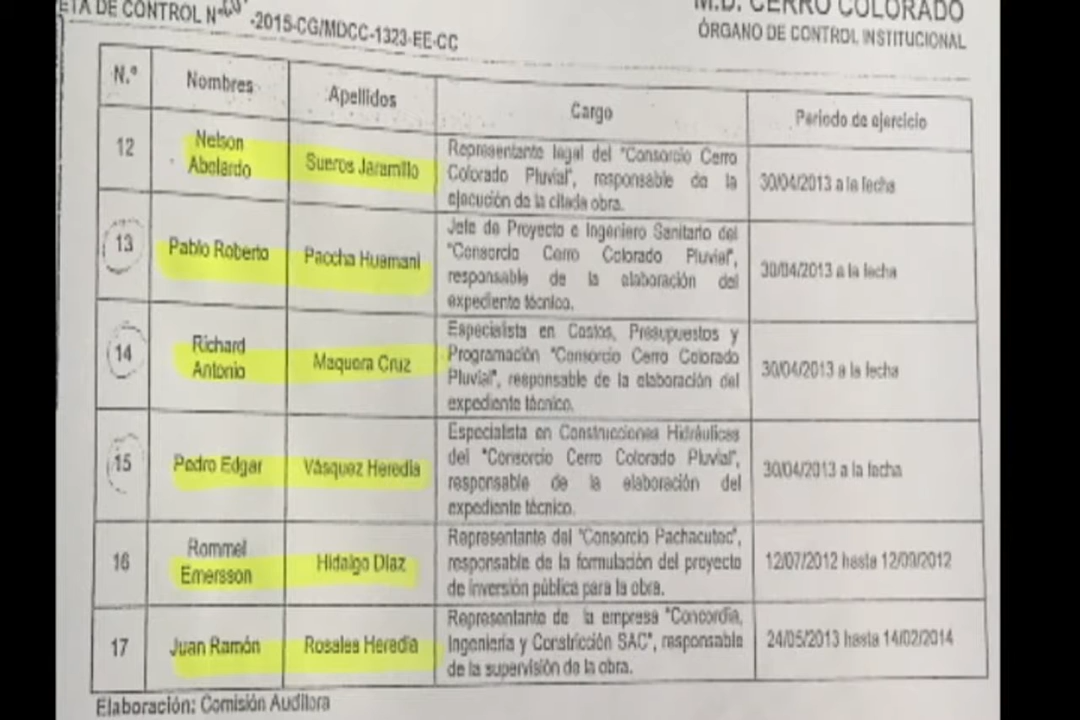 ETA DE CONTROL N° -2015-CG/MDCC-1323-EE-CC
M.D. CERRO COLORADO
ÓRGANO DE CONTROL INSTITUCIONAL
N.° Nombres Apellidos Cargo Periodo de ejercicio
12 Nelson Abelardo Sueros Jaramillo Representante legal del "Consorcio Cerro
Colorado Pluvial", responsable de la
ejecución de la citada obra.
30/04/2013 a la fecha
13 Pablo Roberto Paccha Huamani Jefe de Proyecto e Ingeniero Sanitario del
"Consorcio Cerro Colorado Pluvial",
responsable de la elaboración del
expediente técnico.
30/04/2013 a la fecha
14 Richard Antonio Maquera Cruz Especialista en Costos, Presupuestos y
Programación "Consorcio Cerro Colorado
Pluvial", responsable de la elaboración del
expediente técnico.
30/04/2013 a la fecha
15 Pedro Edgar Vásquez Heredia Especialista en Construcciones Hidráulicas
del "Consorcio Cerro Colorado Pluvial",
responsable de la elaboración del
expediente técnico.
30/04/2013 a la fecha
16 Rommel Emersson Hidalgo Díaz Representante del "Consorcio Pachacutec",
responsable de la formulación del proyecto
de inversión pública para la obra.
12/07/2012 hasta 12/09/2012
17 Juan Ramón Rosales Heredia Representante de la empresa "Concordia,
Ingeniería y Constricción SAC", responsable
de la supervisión de la obra.
24/05/2013 hasta 14/02/2014
Elaboración: Comisión Auditora